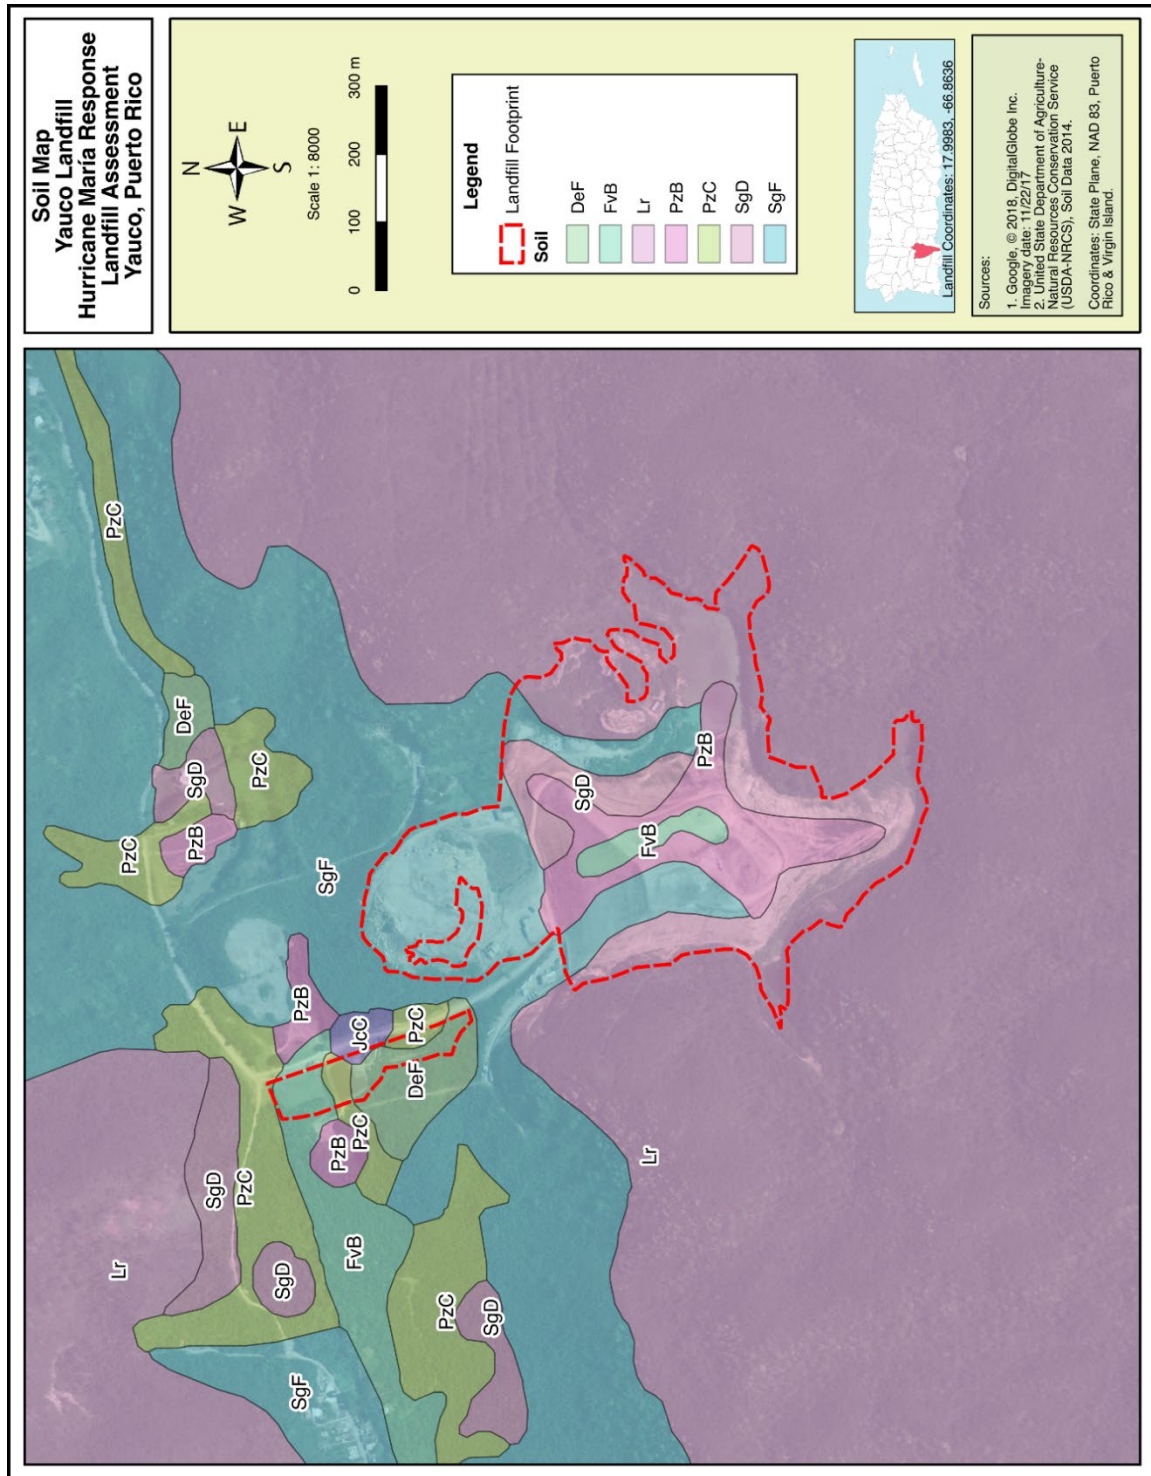 Soil Map
Yauco Landfill
Hurricane María Response
Landfill Assessment
Yauco, Puerto Rico
N
W E
S
Scale 1: 8000
0 100 200 300 m
Legend
Landfill Footprint
Soil
DeF
FvB
Lr
PzB
PzC
SgD
SgF
Landfill Coordinates: 17.9983, -66.8636
Sources:
1. Google, © 2018, DigitalGlobe Inc.
Imagery date: 11/22/17
2. United State Department of Agriculture-
Natural Resources Conservation Service
(USDA-NRCS), Soil Data 2014.
Coordinates: State Plane, NAD 83, Puerto
Rico & Virgin Island.
PzC
DeF
SgD
PzC
PzC
PzB
SgF
Lr
SgD
PzC
SgD
PzB
JcC
PzC
DeF
PzB
PzC
FvB
SgF
PzC
SgD
SgD
PzB
FvB
Lr